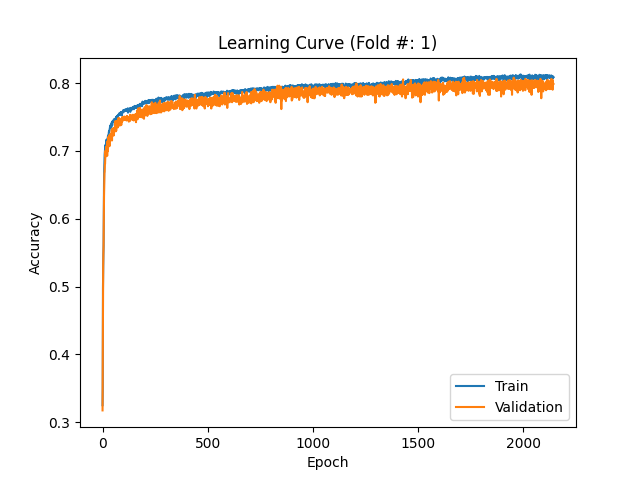 Learning Curve (Fold #: 1)
0.8
0.7
0.6
0.5
0.4
0.3
Accuracy
0
500
1000
1500
2000
Epoch
Train
Validation